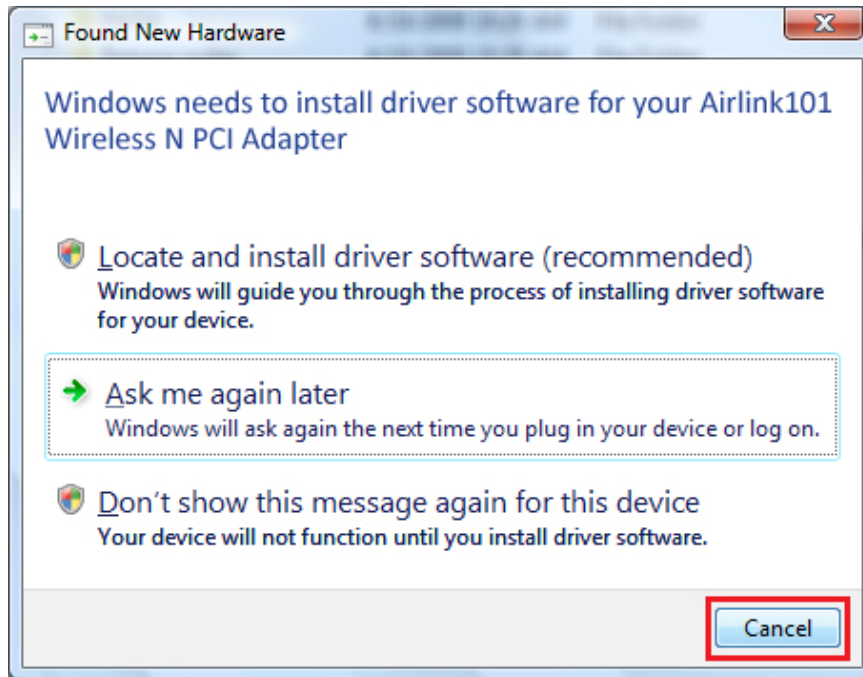 Found New Hardware
Windows needs to install driver software for your Airlink101
Wireless N PCI Adapter
Locate and install driver software (recommended)
Windows will guide you through the process of installing driver software
for your device.
Ask me again later
Windows will ask again the next time you plug in your device or log on.
Don't show this message again for this device
Your device will not function until you install driver software.
Cancel